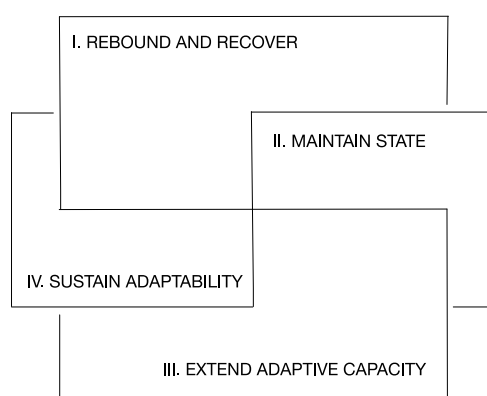 I. REBOUND AND RECOVER
II. MAINTAIN STATE
IV. SUSTAIN ADAPTABILITY
III. EXTEND ADAPTIVE CAPACITY